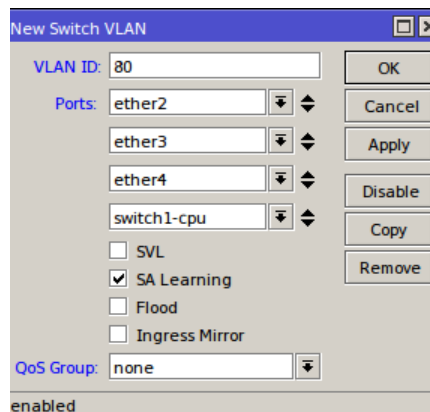 New Switch VLAN
VLAN ID: 80
OK
Ports: ether2
Cancel
ether3
Apply
ether4
Disable
switch1-cpu
Copy
SVL
Remove
SA Learning
Flood
Ingress Mirror
QoS Group: none
enabled